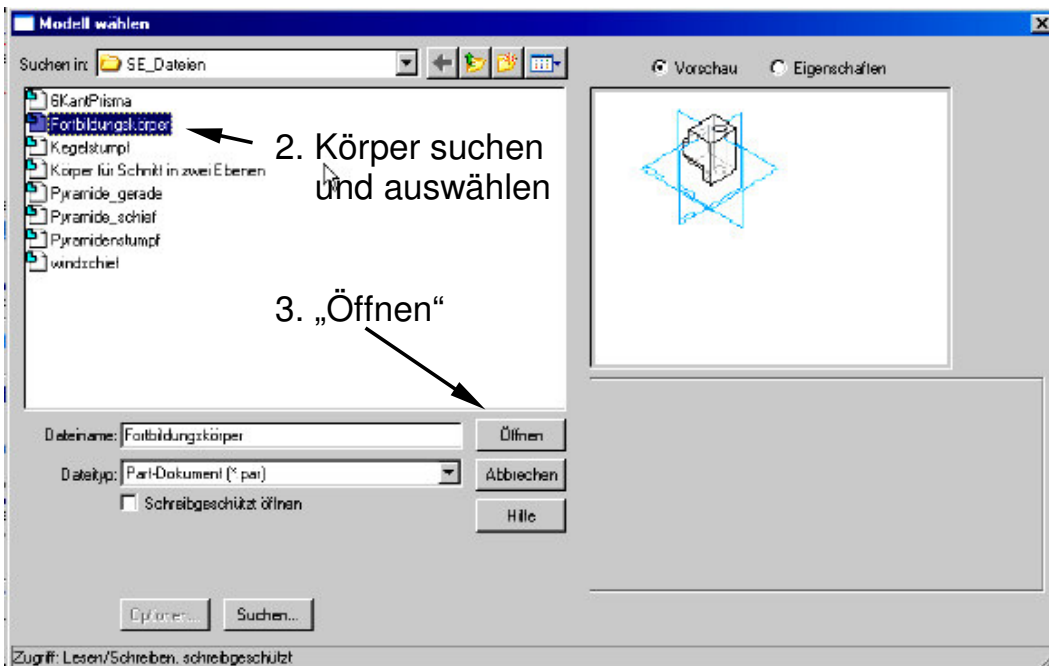 Modell wählen
Suchen in: SE_Dateien
Vorschau Eigenschaften
6KantPrisma
Fortbildungskörper
Kegelstumpf
Körper für Schnitt in zwei Ebenen
Pyramide_gerade
Pyramide_schief
Pyramidenstumpf
windschief
2. Körper suchen
und auswählen
3. „Öffnen“
Dateiname: Fortbildungskörper
Öffnen
Dateityp: Part-Dokument (*.par)
Abbrechen
Schreibgeschützt öffnen
Hilfe
Optionen...
Suchen...
Zugriff: Lesen/Schreiben, schreibgeschützt